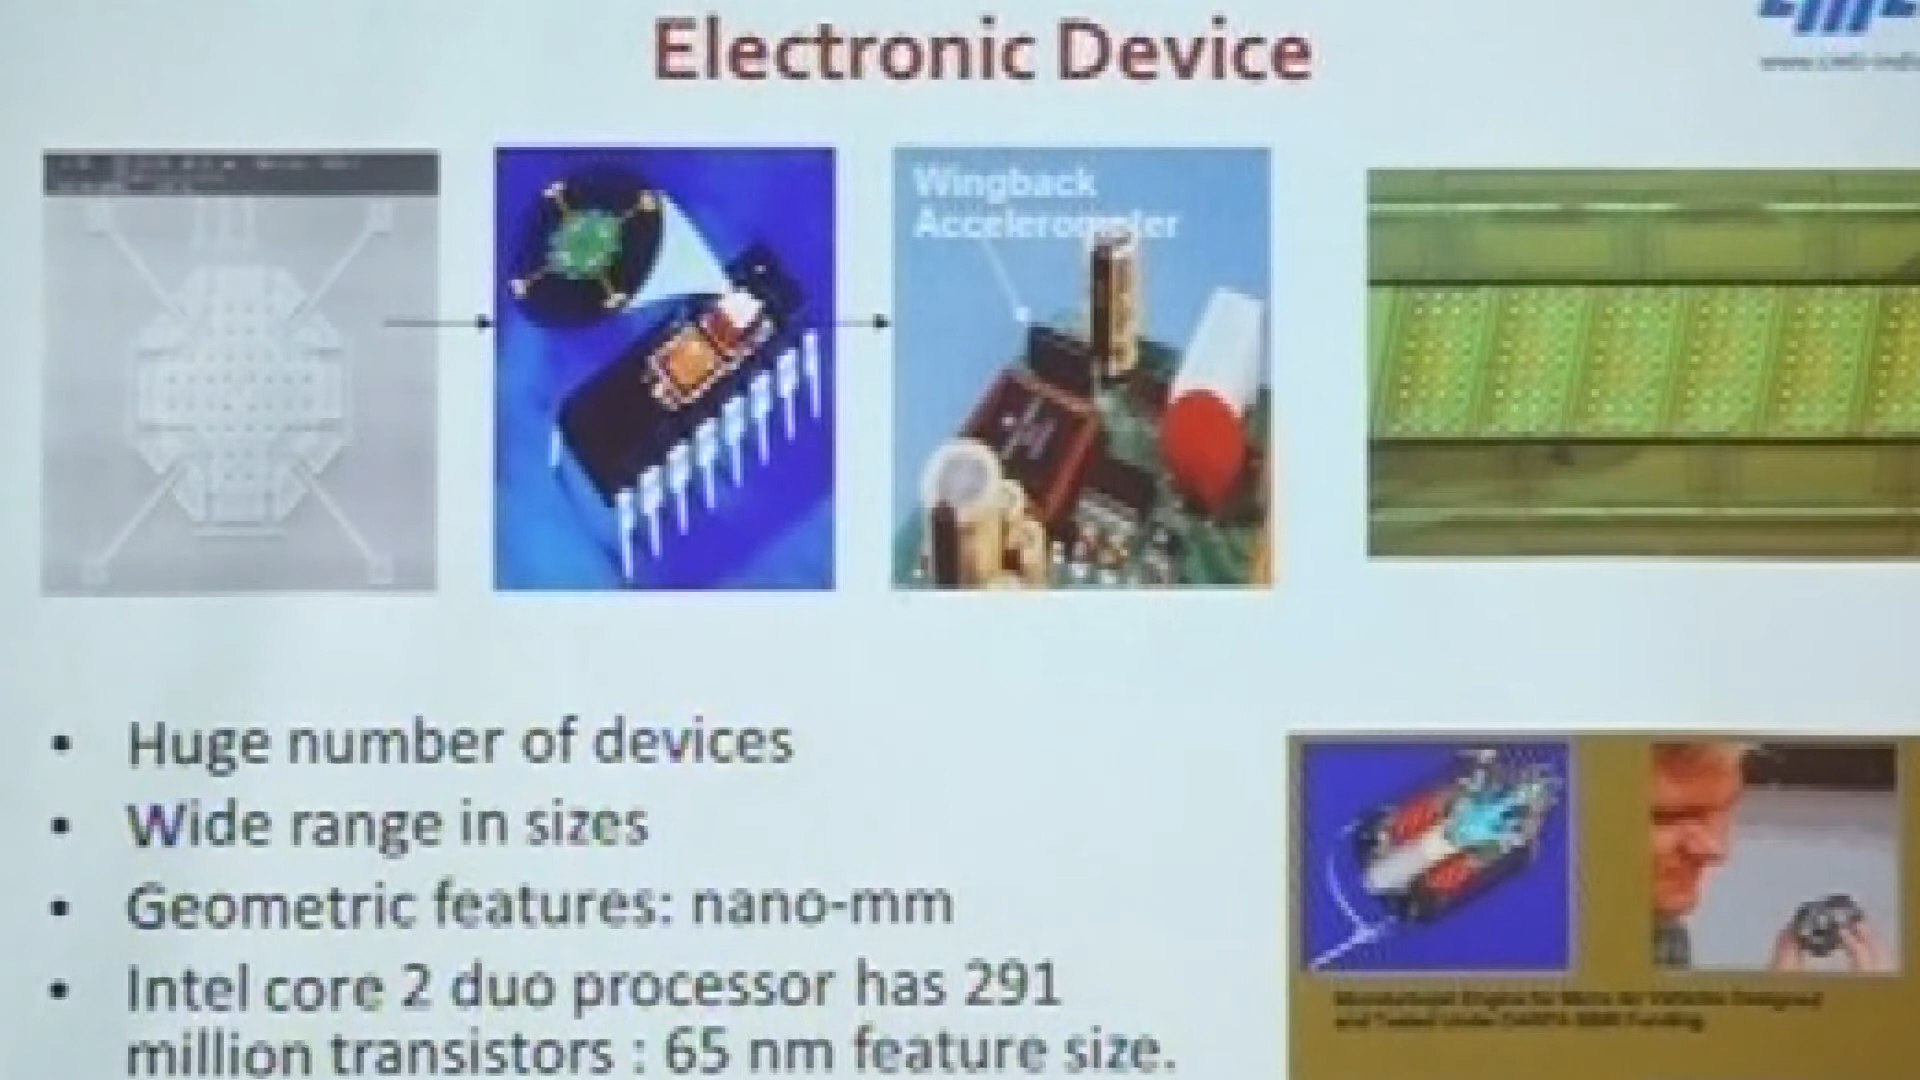 Electronic Device
Wingback
Accelerometer
• Huge number of devices
• Wide range in sizes
• Geometric features: nano-mm
• Intel core 2 duo processor has 291
million transistors : 65 nm feature size.